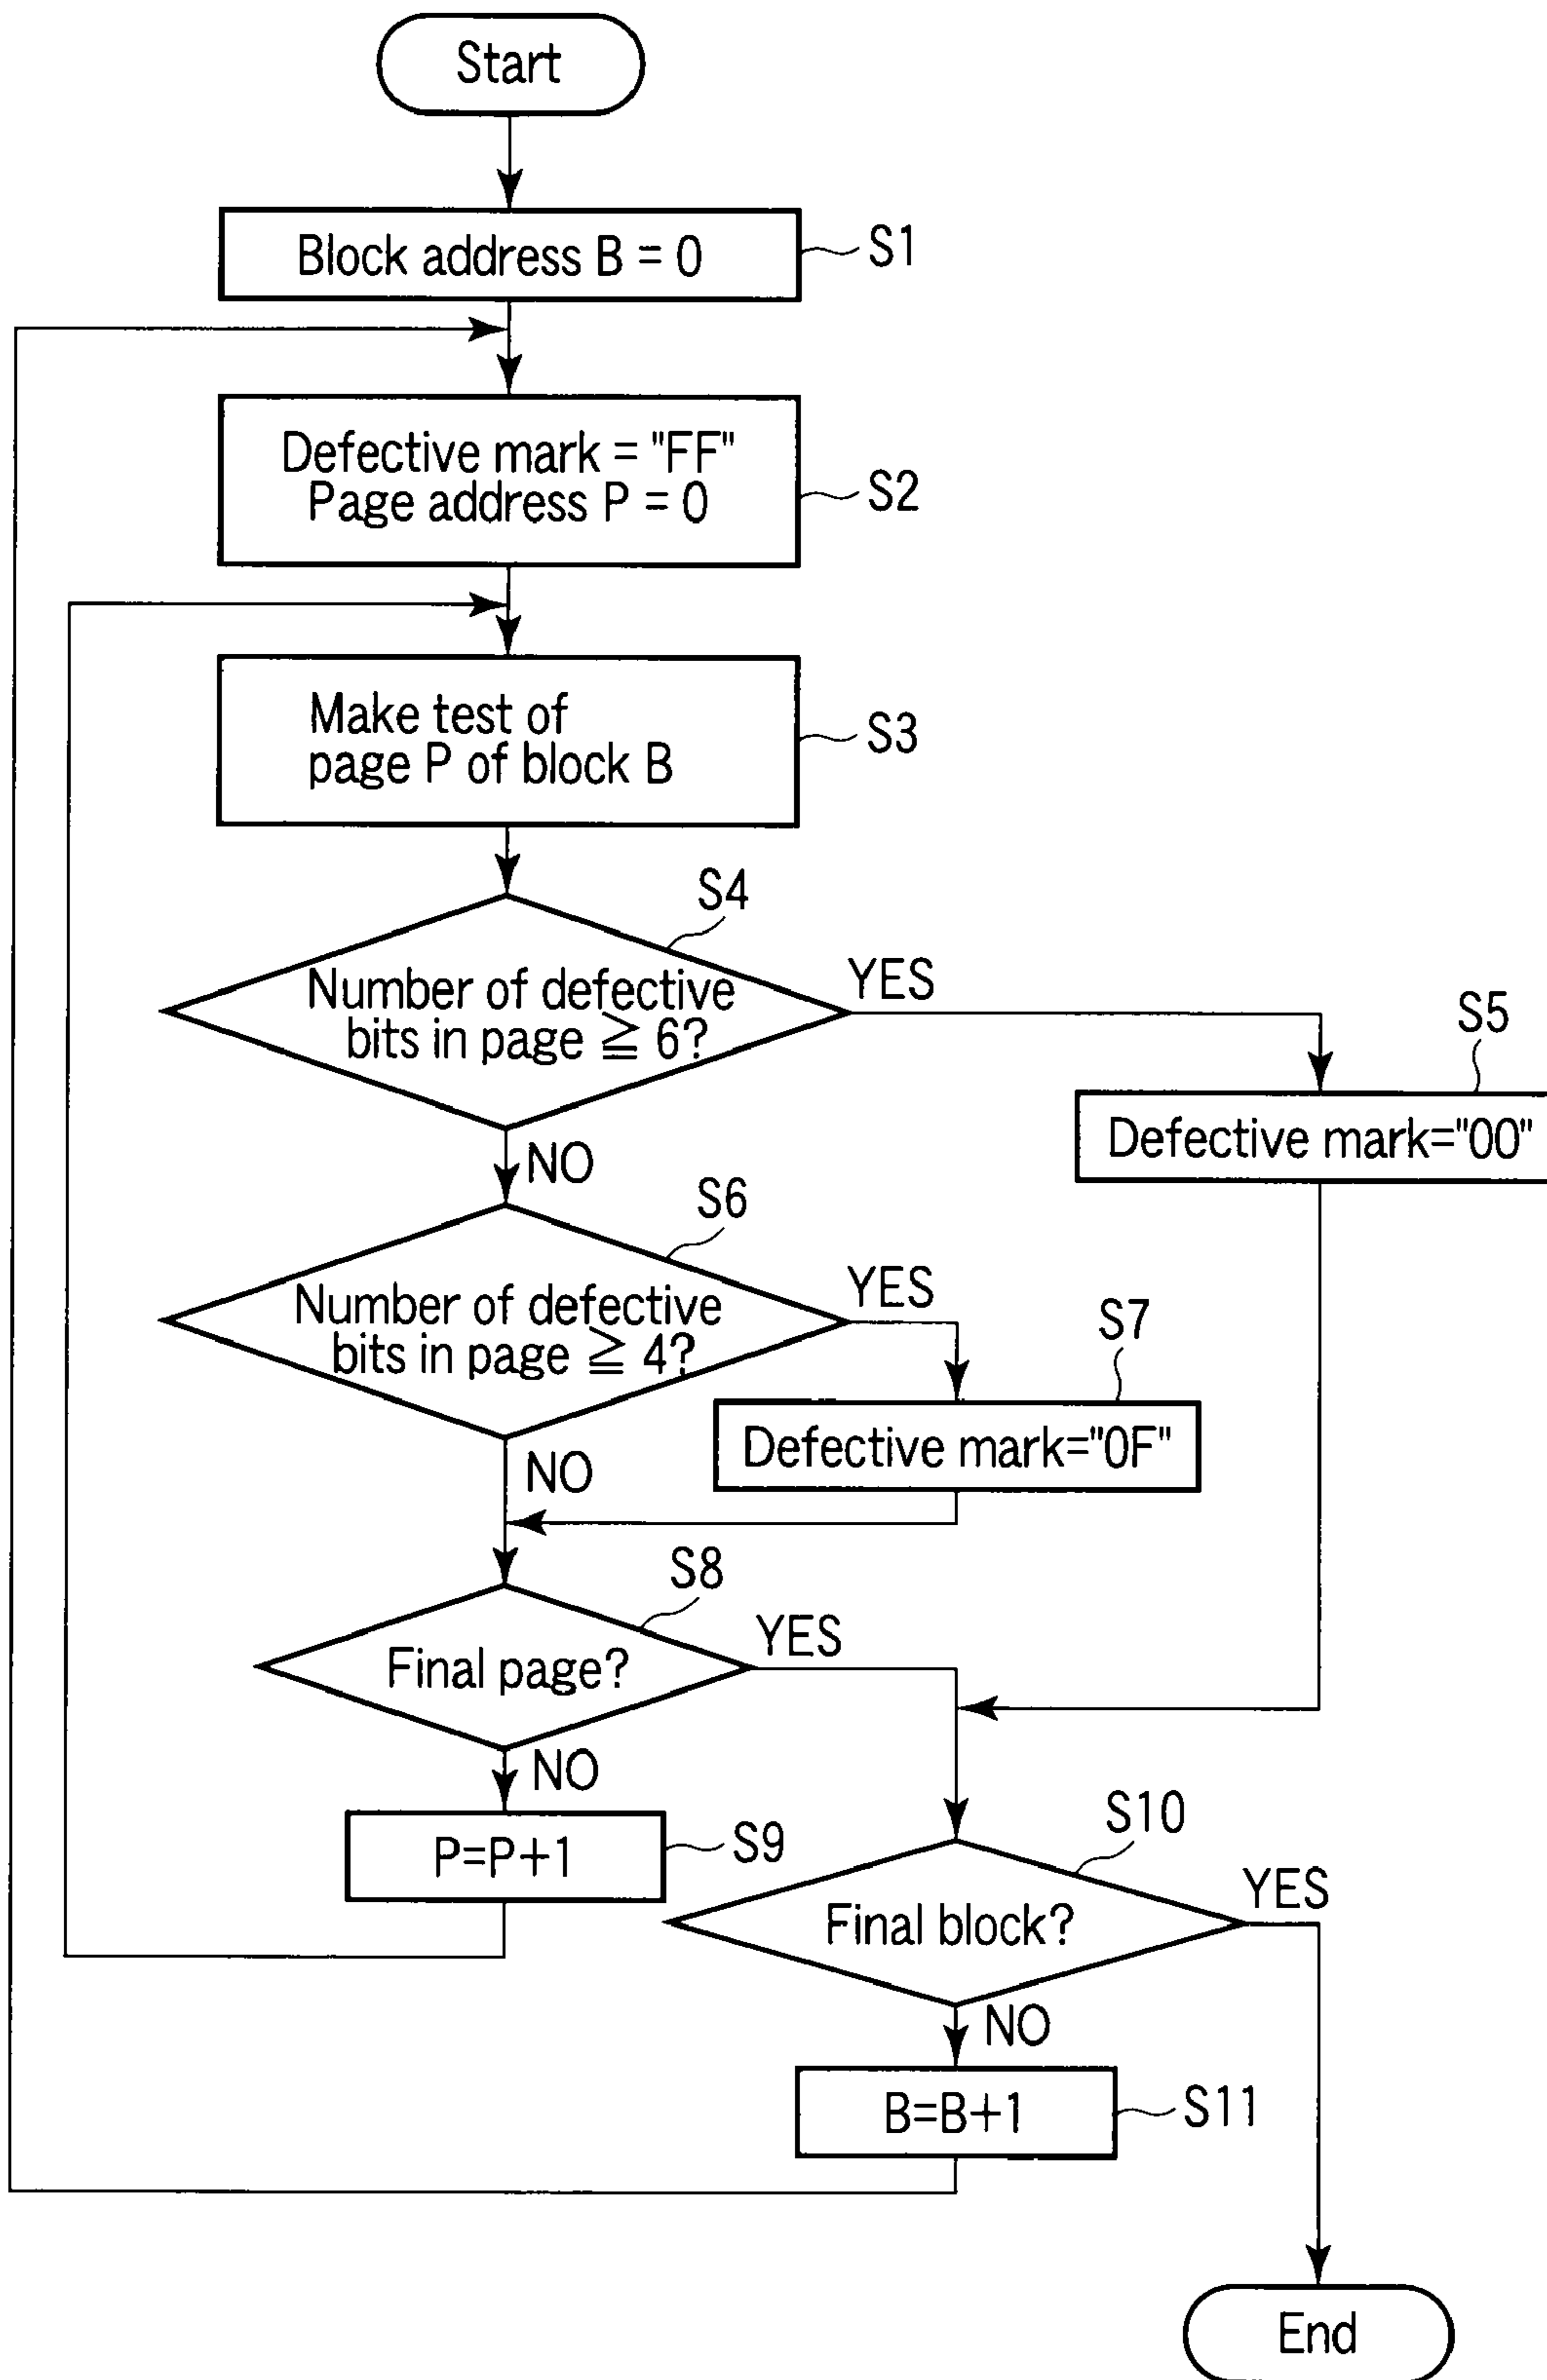 Start
Block address B = 0
S1
Defective mark = "FF"
Page address P = 0
S2
Make test of
page P of block B
S3
S4
Number of defective
bits in page ≧ 6?
YES
S5
Defective mark="00"
NO
S6
Number of defective
bits in page ≧ 4?
YES
S7
Defective mark="0F"
NO
S8
Final page?
YES
NO
P=P+1
S9
S10
Final block?
YES
NO
B=B+1
S11
End